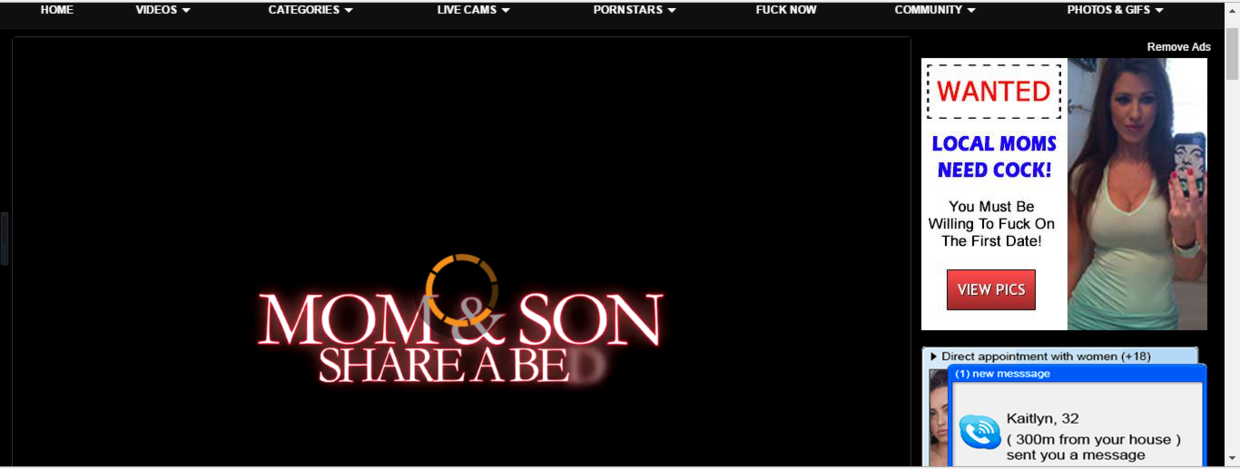 HOME VIDEOS CATEGORIES LIVE CAMS PORNSTARS FUCK NOW COMMUNITY PHOTOS & GIFS
Remove Ads
MOM & SON
SHARE A BED
WANTED
LOCAL MOMS
NEED COCK!
You Must Be
Willing To Fuck On
The First Date!
VIEW PICS
Direct appointment with women (+18)
(1) new messsage
Kaitlyn, 32
( 300m from your house )
sent you a message